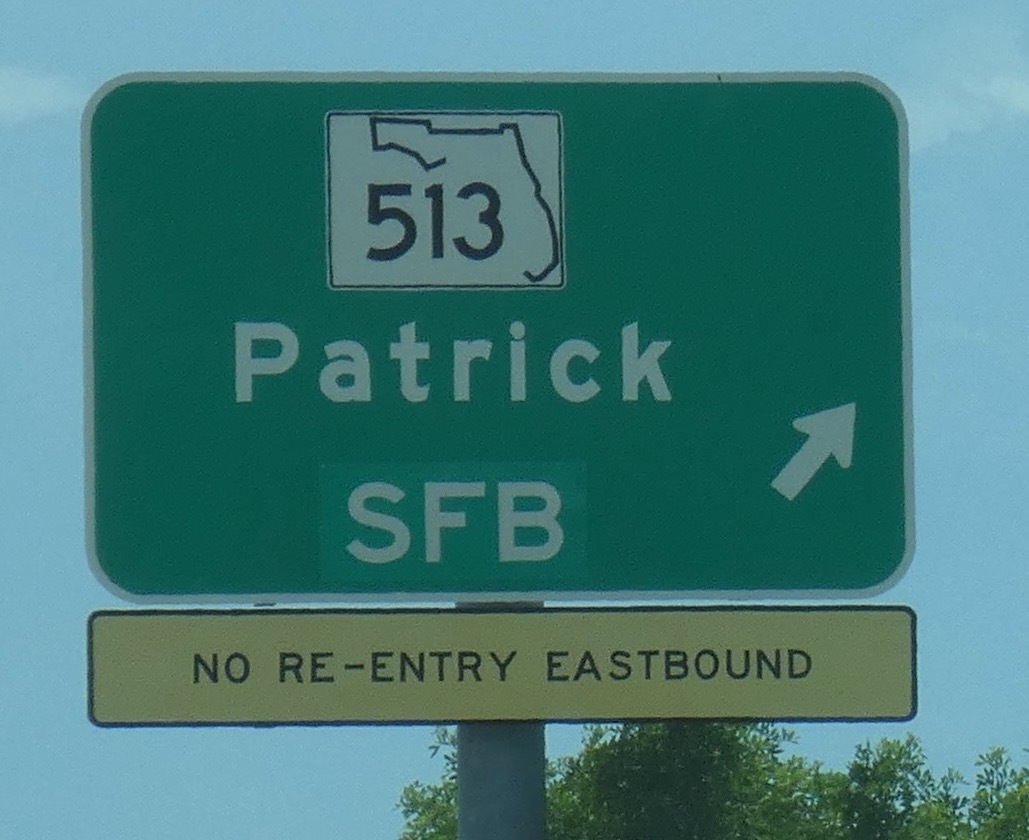 513
Patrick
SFB
NO RE-ENTRY EASTBOUND